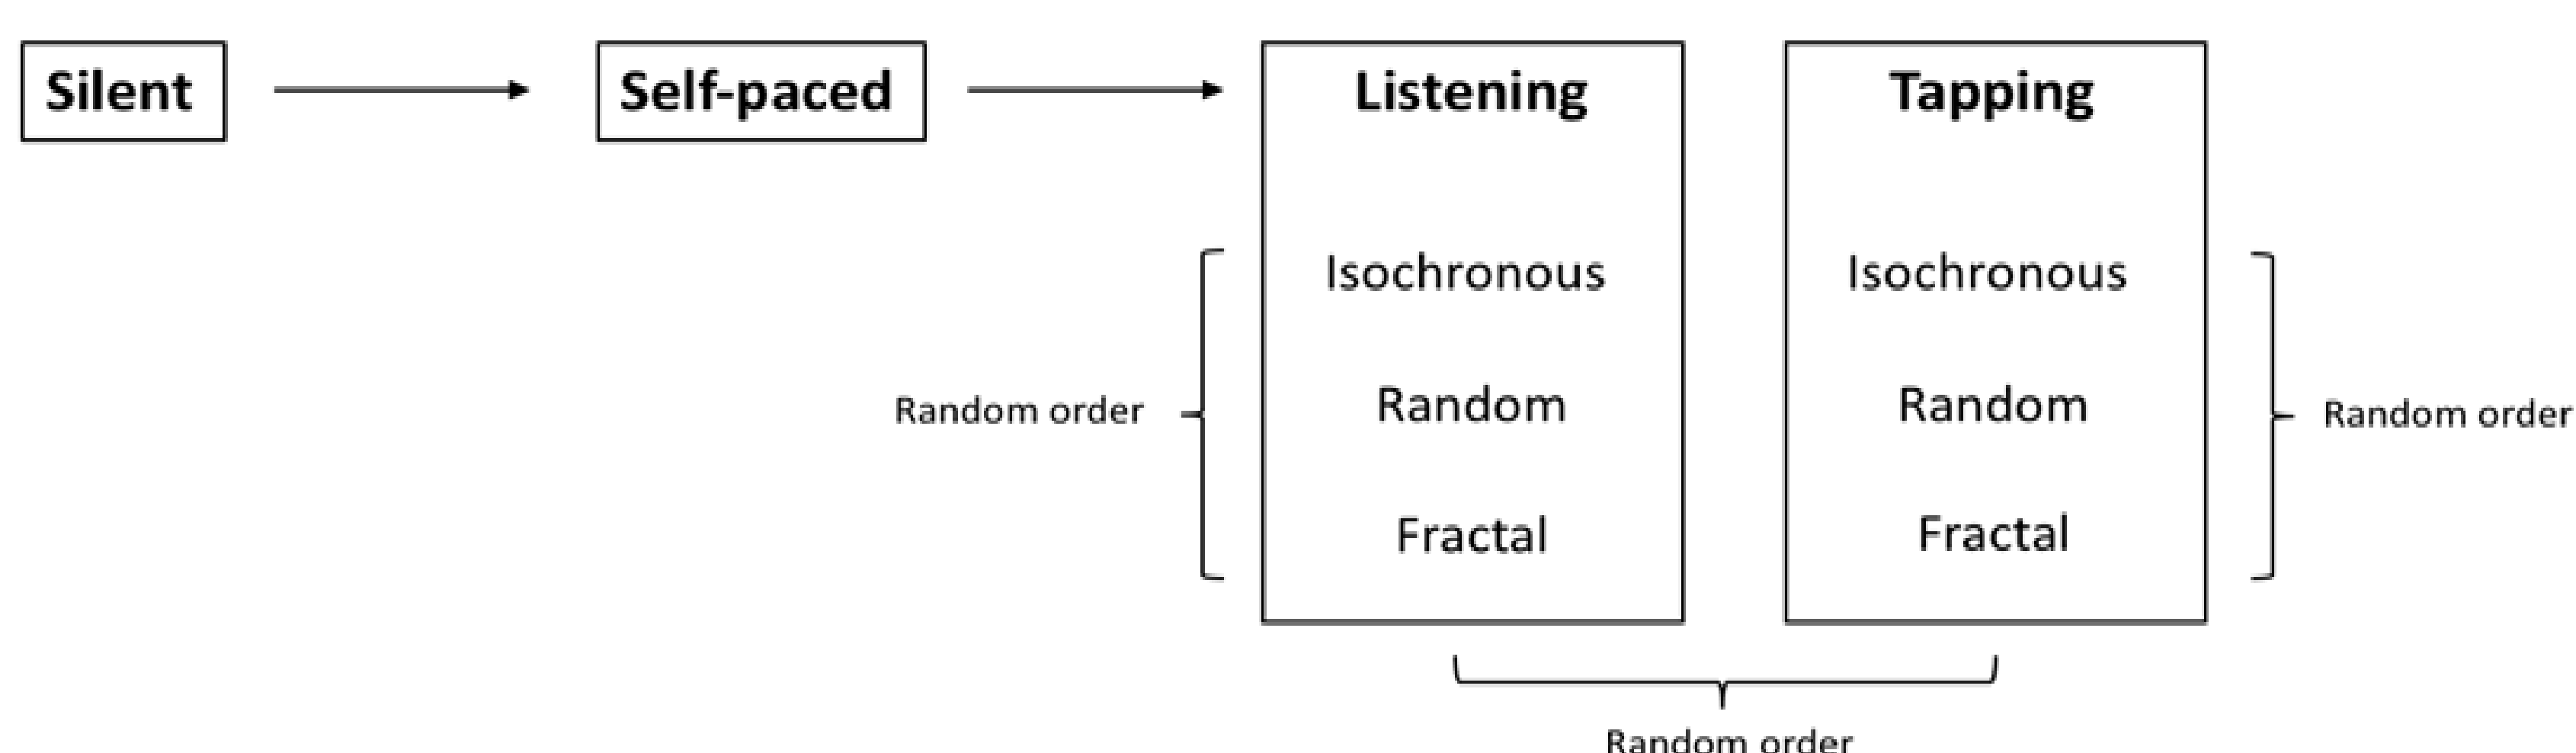 Silent
Self-paced
Listening
Isochronous
Random
Fractal
Random order
Tapping
Isochronous
Random
Fractal
Random order
Random order